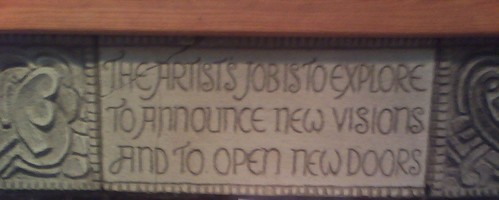 THE ARTISTS JOB IS TO EXPLORE
TO ANNOUNCE NEW VISIONS
AND TO OPEN NEW DOORS